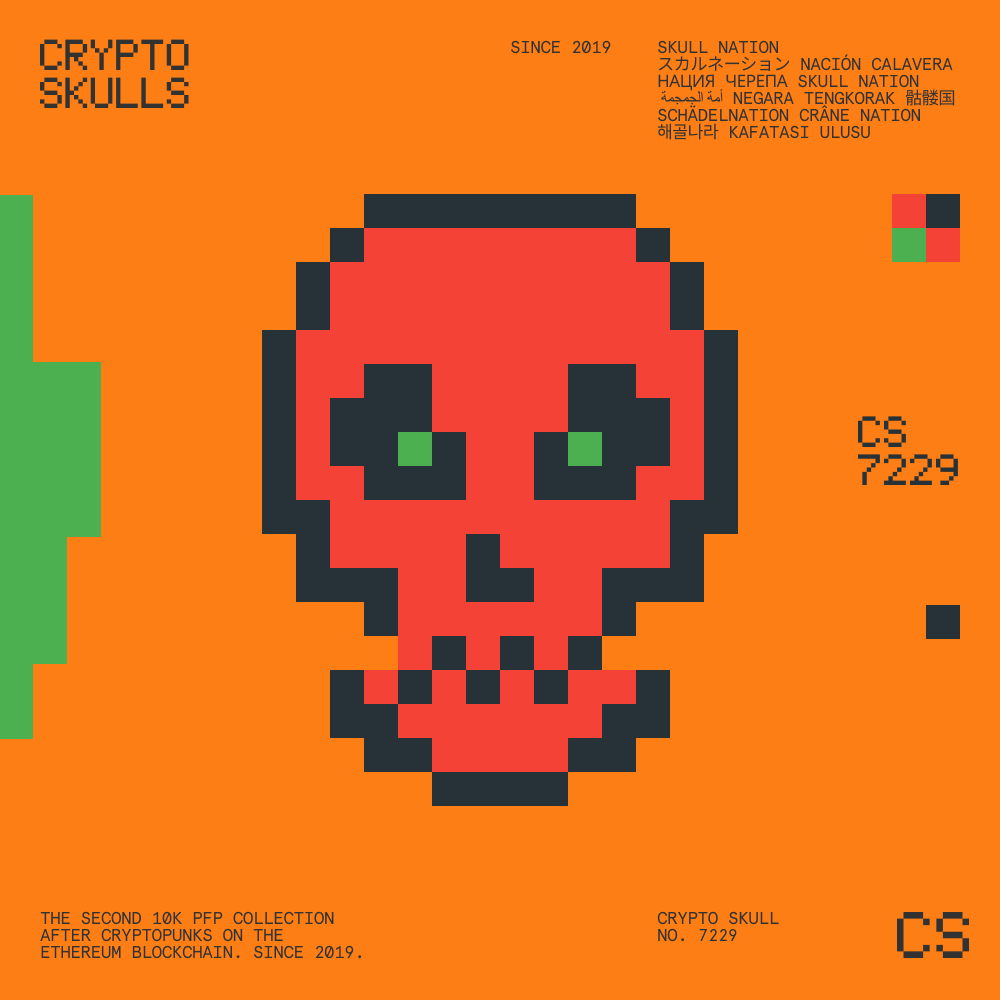 CRYPTO
SKULLS
SINCE 2019
SKULL NATION
スカルネーション NACIÓN CALAVERA
НАЦИЯ ЧЕРЕПА SKULL NATION
أمة الجمجمة NEGARA TENGKORAK 骷髅国
SCHÄDELNATION CRÂNE NATION
해골나라 KAFATASI ULUSU
CS
7229
THE SECOND 10K PFP COLLECTION
AFTER CRYPTOPUNKS ON THE
ETHEREUM BLOCKCHAIN. SINCE 2019.
CRYPTO SKULL
NO. 7229
CS